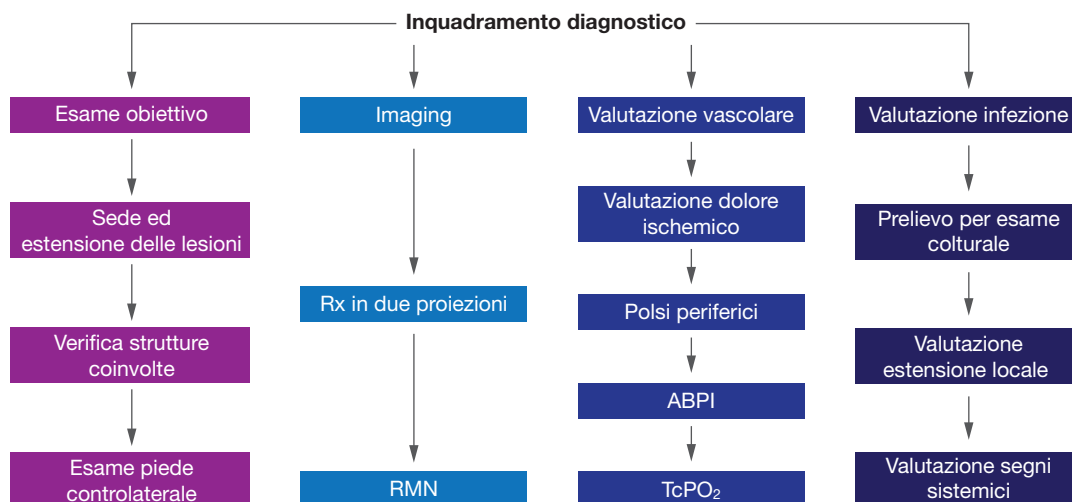 Inquadramento diagnostico
Esame obiettivo
Sede ed
estensione delle lesioni
Verifica strutture
coinvolte
Esame piede
controlaterale
Imaging
Rx in due proiezioni
RMN
Valutazione vascolare
Valutazione dolore
ischemico
Polsi periferici
ABPI
TcPO₂
Valutazione infezione
Prelievo per esame
colturale
Valutazione
estensione locale
Valutazione segni
sistemici